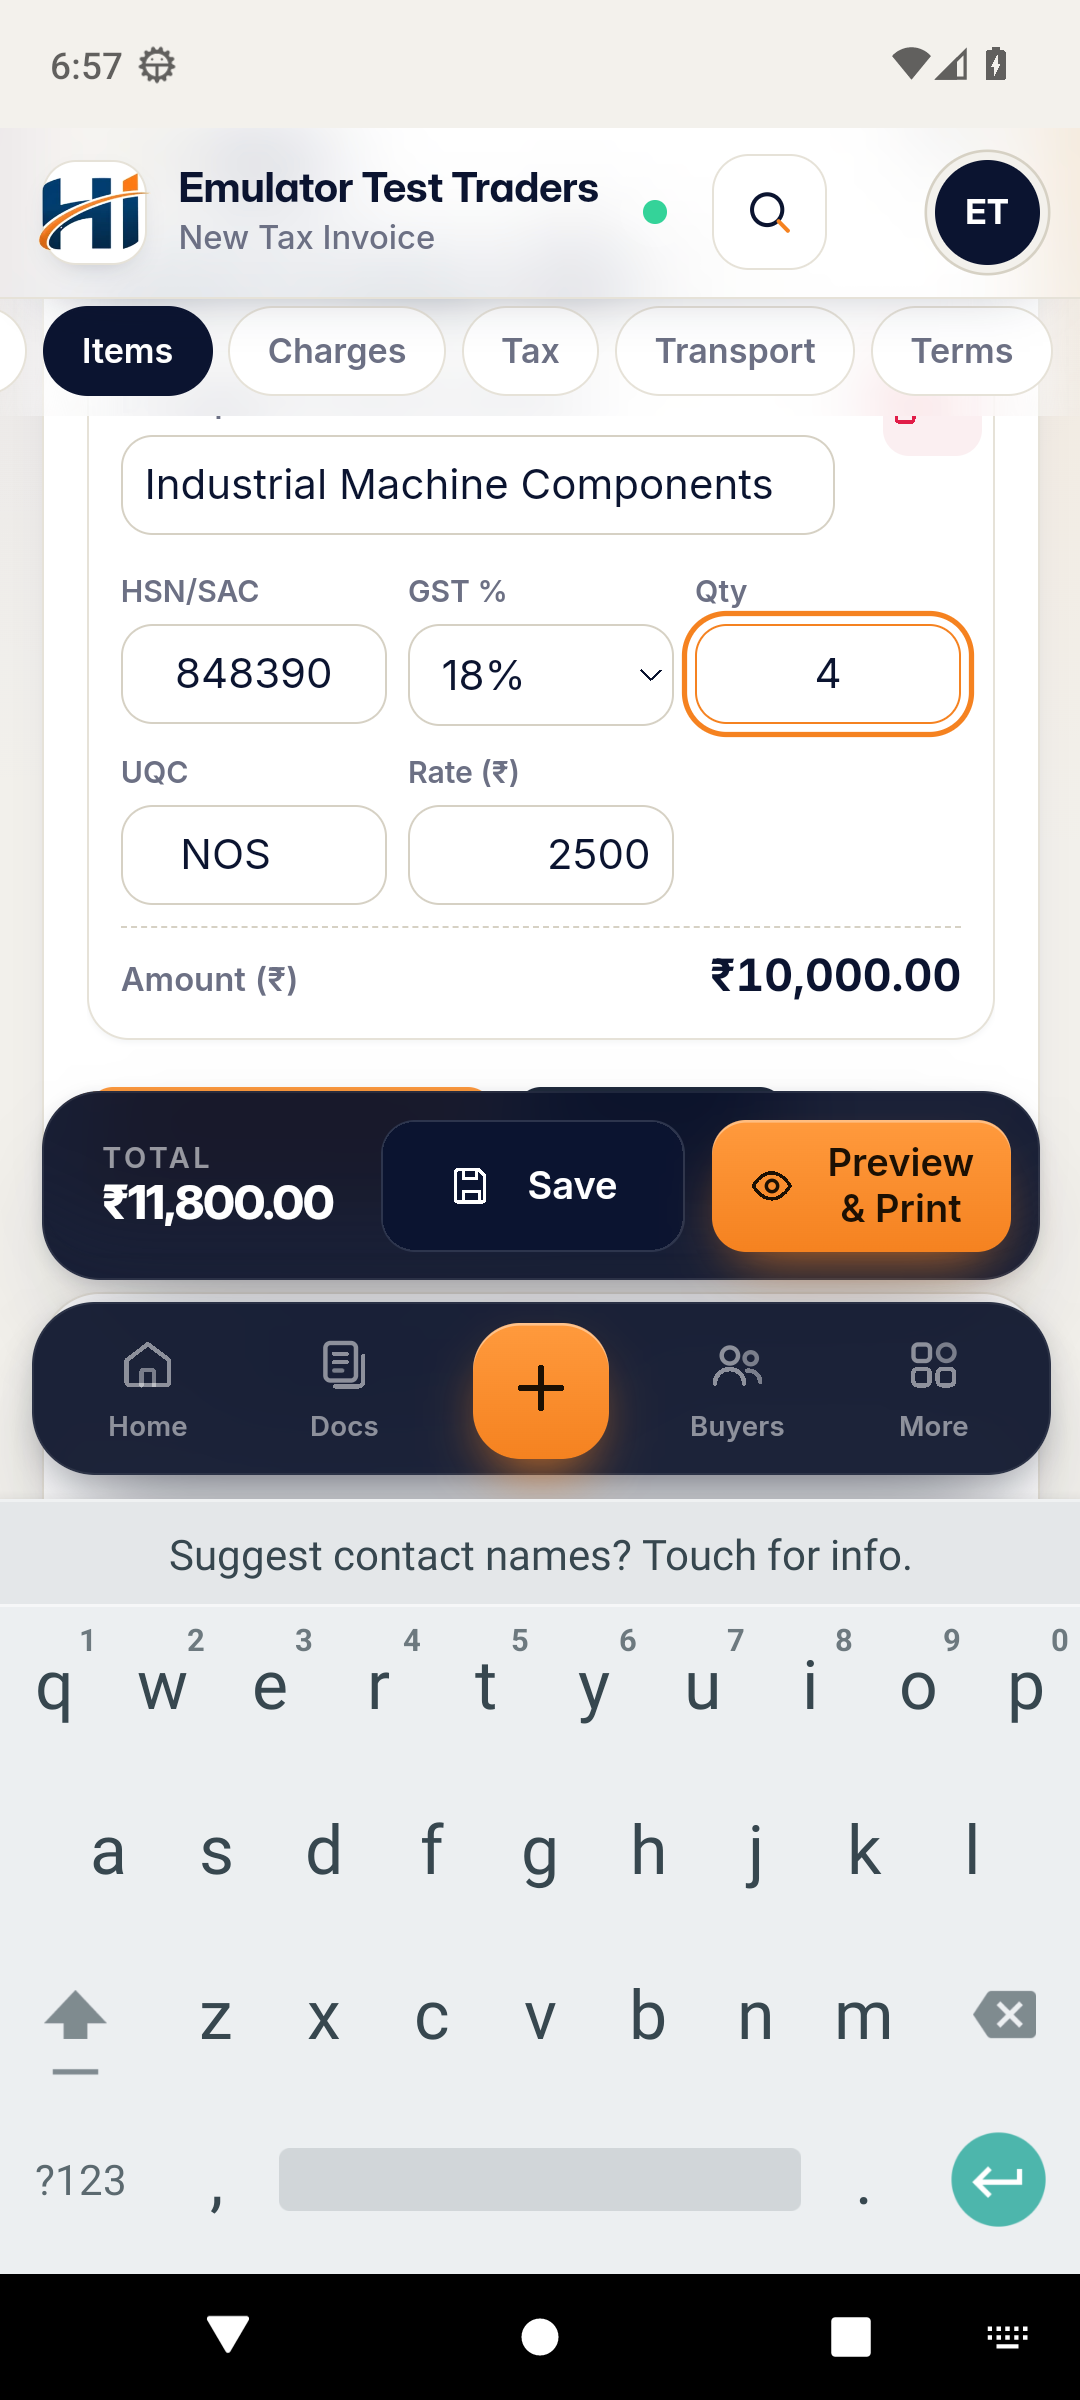 6:57
Hi
Emulator Test Traders
New Tax Invoice
ET
Items
Charges
Tax
Transport
Terms
Industrial Machine Components
HSN/SAC
GST %
Qty
848390
18%
4
UQC
Rate (₹)
NOS
2500
Amount (₹)
₹10,000.00
TOTAL
₹11,800.00
Save
Preview
& Print
Home
Docs
Buyers
More
Suggest contact names? Touch for info.
1 2 3 4 5 6 7 8 9 0
q w e r t y u i o p
a s d f g h j k l
z x c v b n m
?123 , .